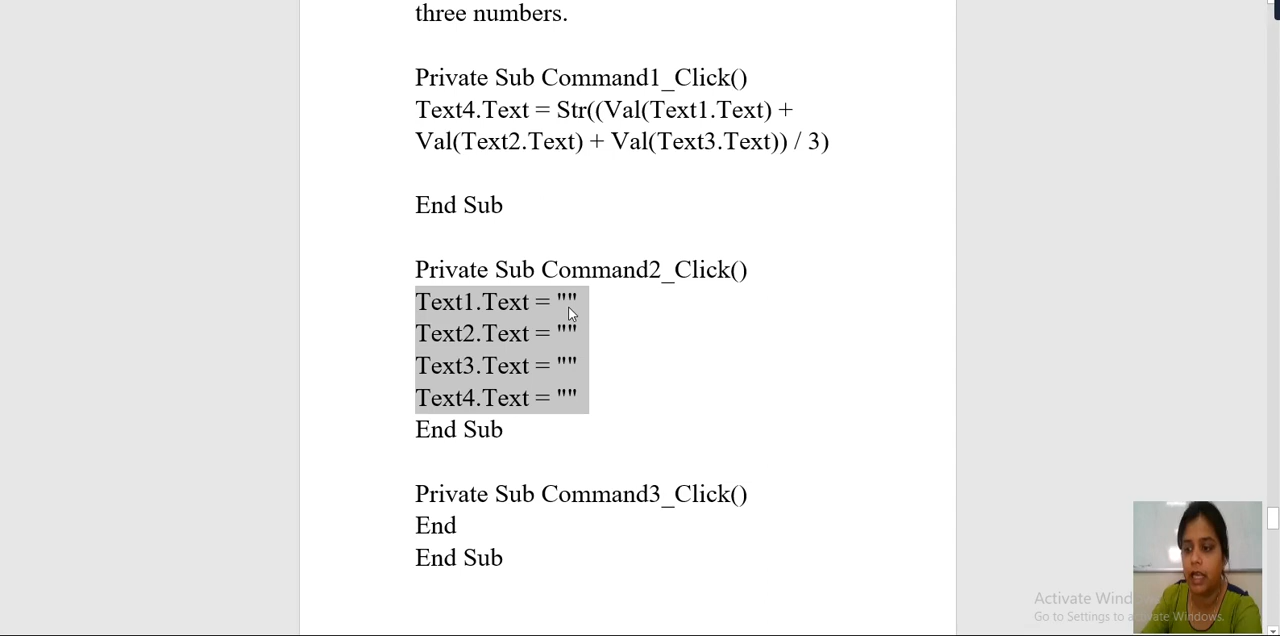 three numbers.
Private Sub Command1_Click()
Text4.Text = Str((Val(Text1.Text) +
Val(Text2.Text) + Val(Text3.Text)) / 3)
End Sub
Private Sub Command2_Click()
Text1.Text = ""
Text2.Text = ""
Text3.Text = ""
Text4.Text = ""
End Sub
Private Sub Command3_Click()
End
End Sub
Activate
Go to Settings to Windows.